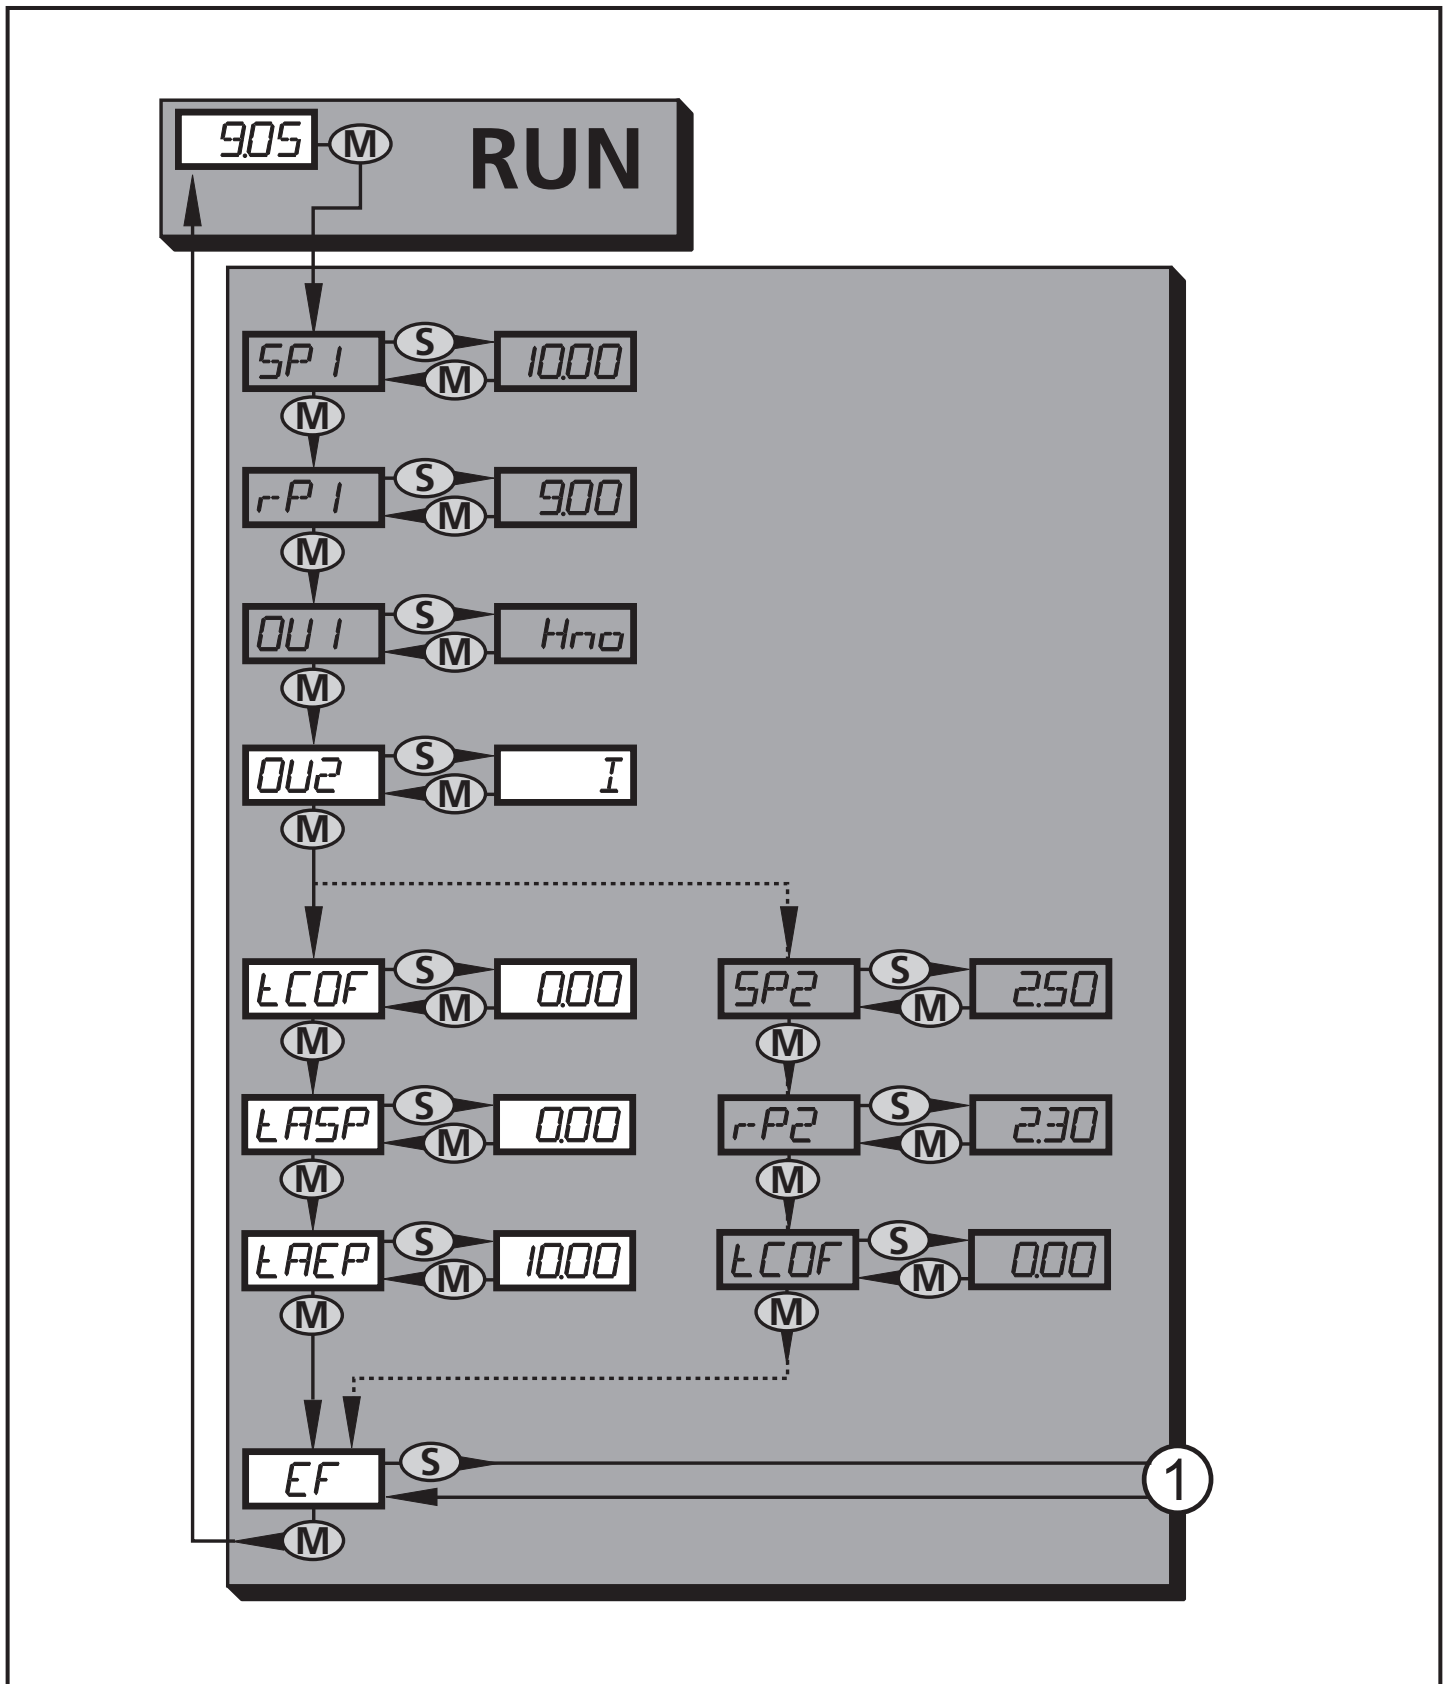 9.05 M RUN
SP1 S M 10.00
M
rP1 S M 9.00
M
OU1 S M Hno
M
OU2 S M I
M
tCOF S M 0.00
M
SP2 S M 2.50
M
tASP S M 0.00
M
rP2 S M 2.30
M
tAEP S M 10.00
M
tCOF S M 0.00
M
EF S 1
M